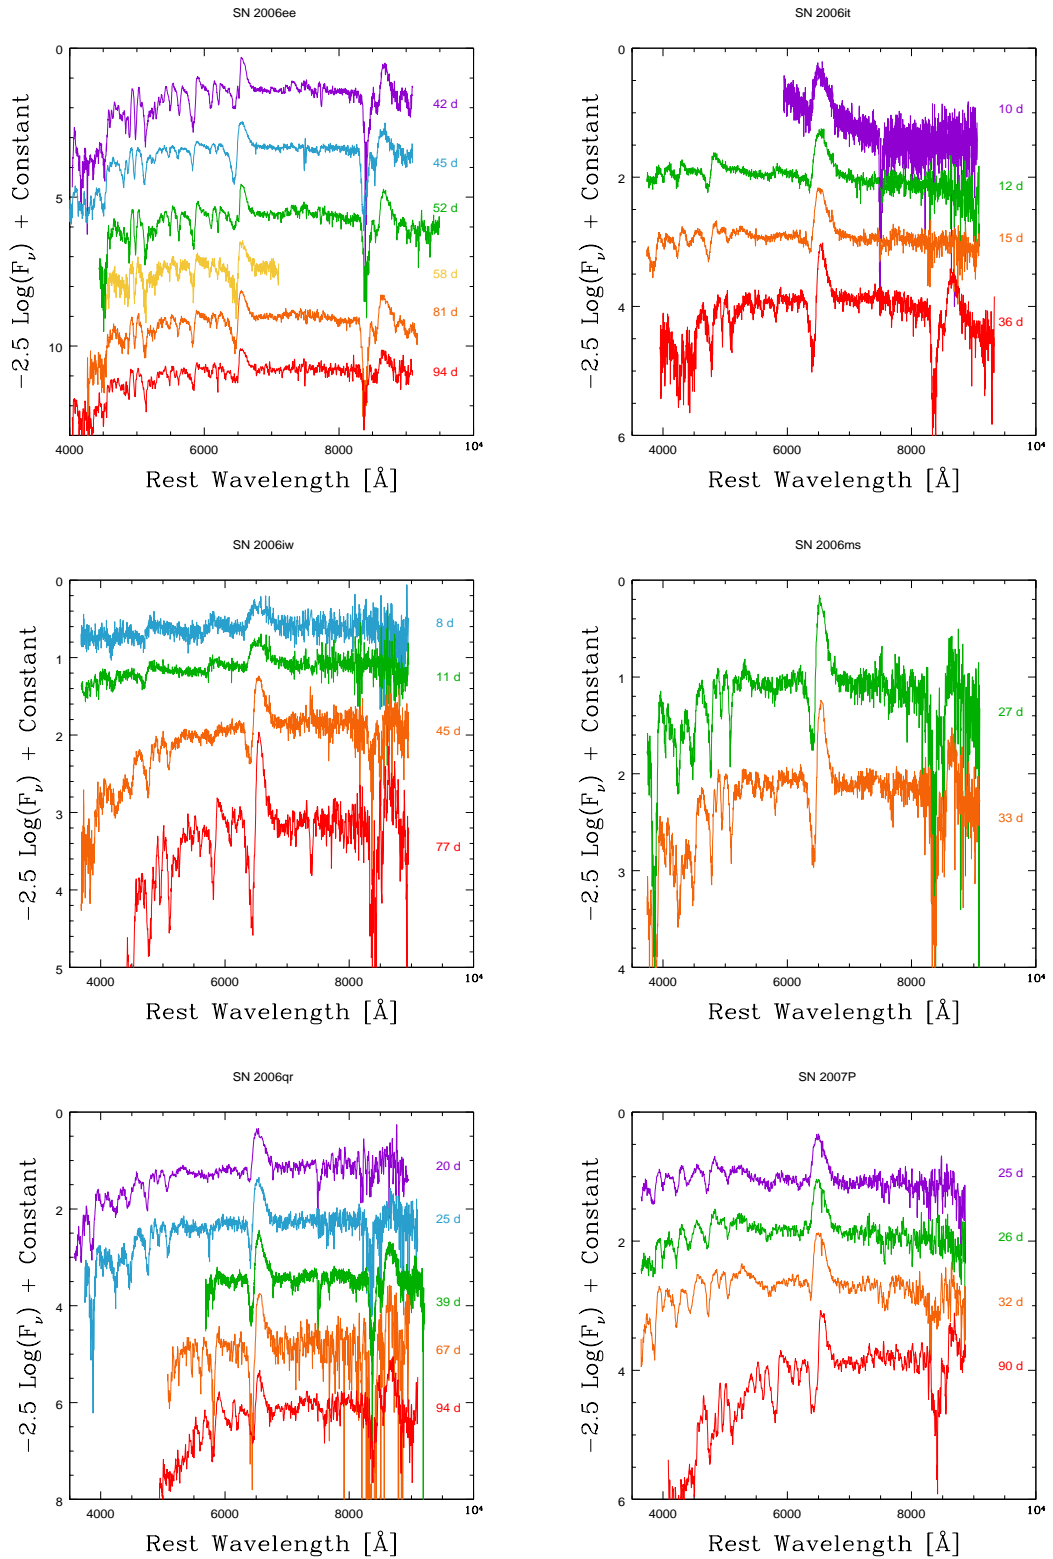 SN 2006ee
0
5
10
4000
6000
8000
10⁴
−2.5 Log(Fν) + Constant
Rest Wavelength [Å]
42 d
45 d
52 d
58 d
81 d
94 d
SN 2006it
0
2
4
6
4000
6000
8000
10⁴
−2.5 Log(Fν) + Constant
Rest Wavelength [Å]
10 d
12 d
15 d
36 d
SN 2006iw
0
1
2
3
4
5
4000
6000
8000
10⁴
−2.5 Log(Fν) + Constant
Rest Wavelength [Å]
8 d
11 d
45 d
77 d
SN 2006ms
0
1
2
3
4
4000
6000
8000
10⁴
−2.5 Log(Fν) + Constant
Rest Wavelength [Å]
27 d
33 d
SN 2006qr
0
2
4
6
8
4000
6000
8000
10⁴
−2.5 Log(Fν) + Constant
Rest Wavelength [Å]
20 d
25 d
39 d
67 d
94 d
SN 2007P
0
2
4
6
4000
6000
8000
10⁴
−2.5 Log(Fν) + Constant
Rest Wavelength [Å]
25 d
26 d
32 d
90 d